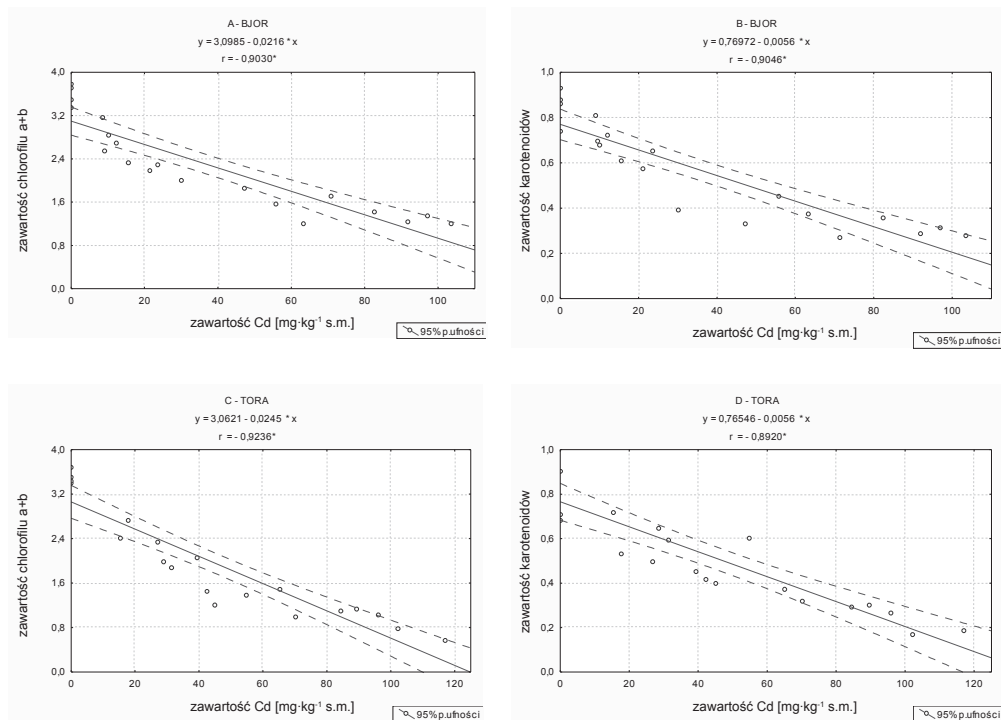 A - BJOR
y = 3,0985 - 0,0216 * x
r = - 0,9030*
zawartość chlorofilu a+b
4,0
3,2
2,4
1,6
0,8
0,0
0 20 40 60 80 100
zawartość Cd [mg·kg⁻¹ s.m.]
95%p.ufności
B - BJOR
y = 0,76972 - 0,0056 * x
r = - 0,9046*
zawartość karotenoidów
1,0
0,8
0,6
0,4
0,2
0,0
0 20 40 60 80 100
zawartość Cd [mg·kg⁻¹ s.m.]
95%p.ufności
C - TORA
y = 3,0621 - 0,0245 * x
r = - 0,9236*
zawartość chlorofilu a+b
4,0
3,2
2,4
1,6
0,8
0,0
0 20 40 60 80 100 120
zawartość Cd [mg·kg⁻¹ s.m.]
95%p.ufności
D - TORA
y = 0,76546 - 0,0056 * x
r = - 0,8920*
zawartość karotenoidów
1,0
0,8
0,6
0,4
0,2
0,0
0 20 40 60 80 100 120
zawartość Cd [mg·kg⁻¹ s.m.]
95%p.ufności